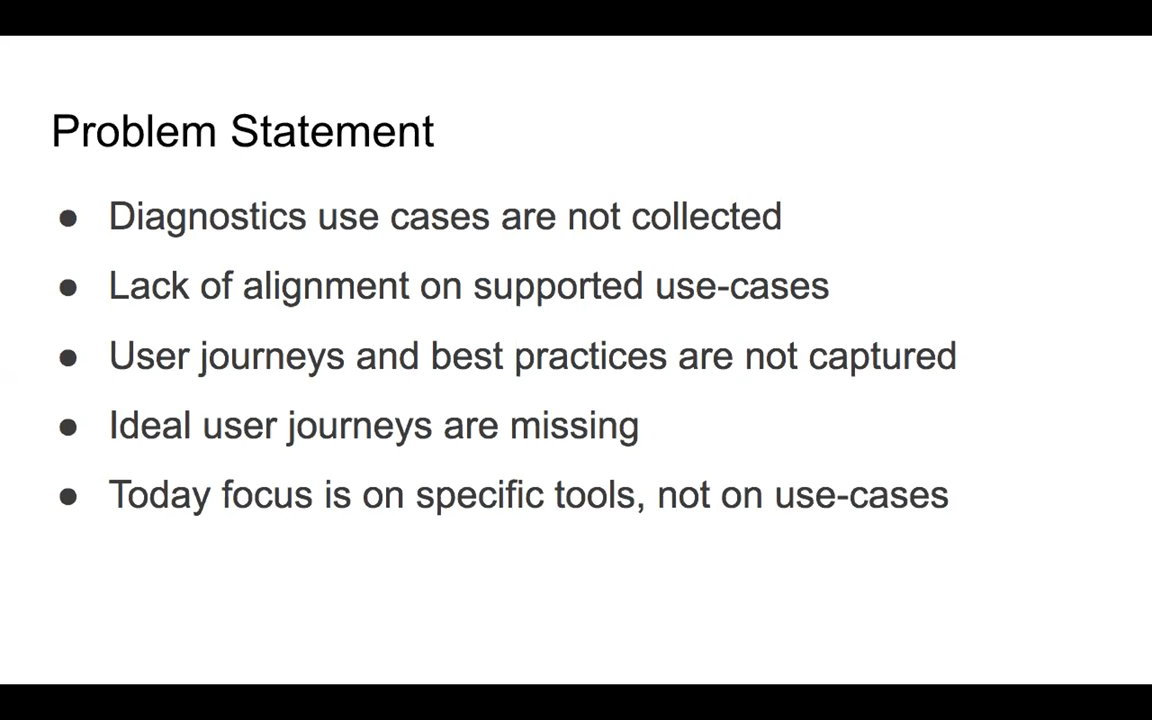 Problem Statement
● Diagnostics use cases are not collected
● Lack of alignment on supported use-cases
● User journeys and best practices are not captured
● Ideal user journeys are missing
● Today focus is on specific tools, not on use-cases